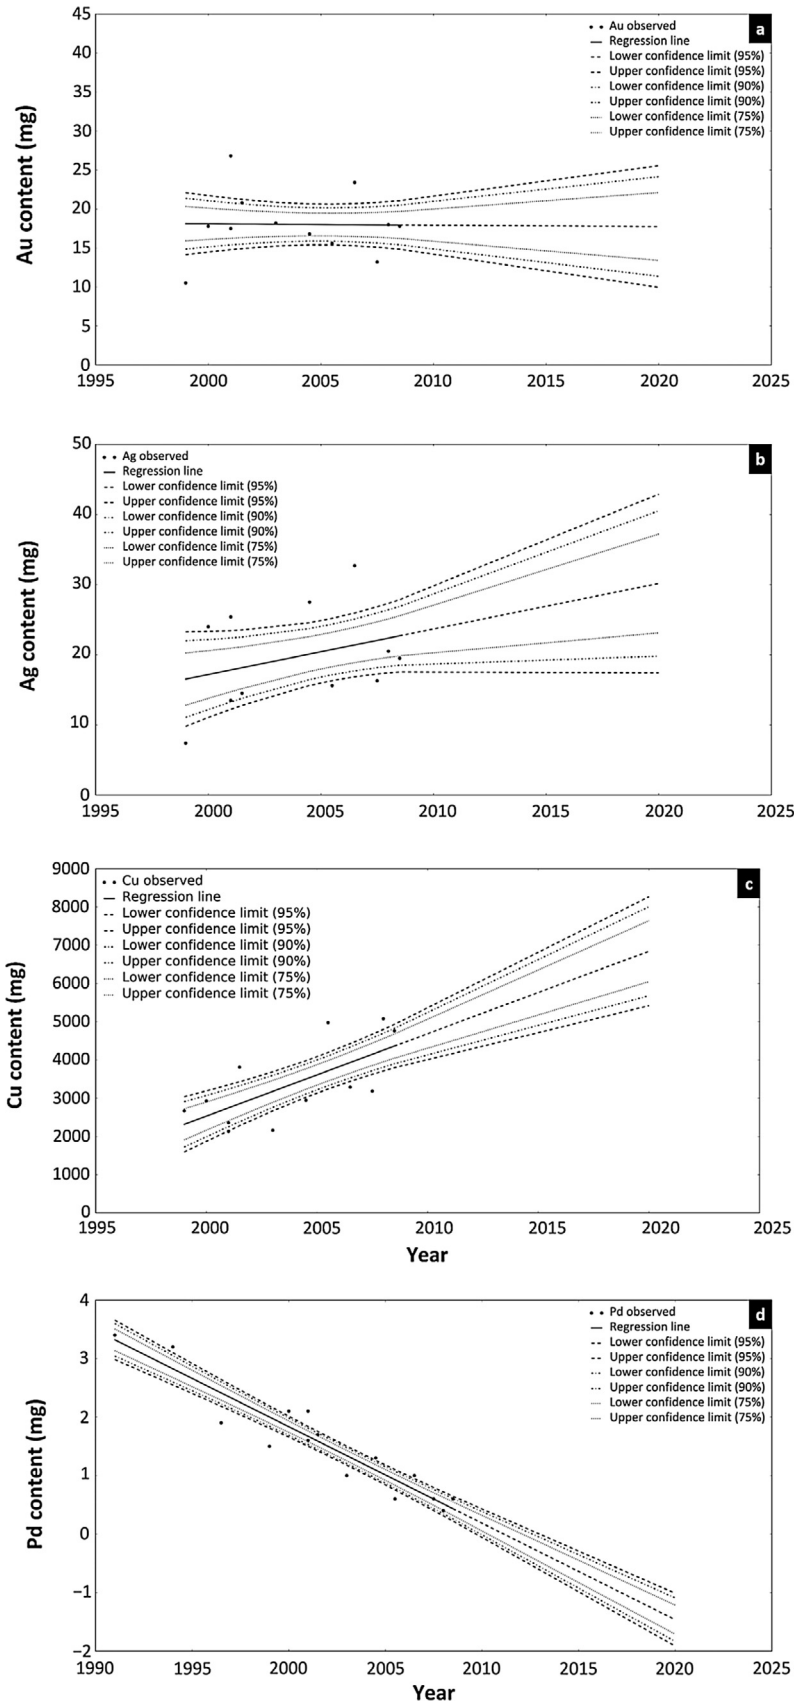 a
Au observed
Regression line
Lower confidence limit (95%)
Upper confidence limit (95%)
Lower confidence limit (90%)
Upper confidence limit (90%)
Lower confidence limit (75%)
Upper confidence limit (75%)
Au content (mg)
45
40
35
30
25
20
15
10
5
0
1995 2000 2005 2010 2015 2020 2025
b
Ag observed
Regression line
Lower confidence limit (95%)
Upper confidence limit (95%)
Lower confidence limit (90%)
Upper confidence limit (90%)
Lower confidence limit (75%)
Upper confidence limit (75%)
Ag content (mg)
50
40
30
20
10
0
1995 2000 2005 2010 2015 2020 2025
c
Cu observed
Regression line
Lower confidence limit (95%)
Upper confidence limit (95%)
Lower confidence limit (90%)
Upper confidence limit (90%)
Lower confidence limit (75%)
Upper confidence limit (75%)
Cu content (mg)
9000
8000
7000
6000
5000
4000
3000
2000
1000
0
1995 2000 2005 2010 2015 2020 2025
Year
d
Pd observed
Regression line
Lower confidence limit (95%)
Upper confidence limit (95%)
Lower confidence limit (90%)
Upper confidence limit (90%)
Lower confidence limit (75%)
Upper confidence limit (75%)
Pd content (mg)
4
3
2
1
0
−1
−2
1990 1995 2000 2005 2010 2015 2020 2025
Year